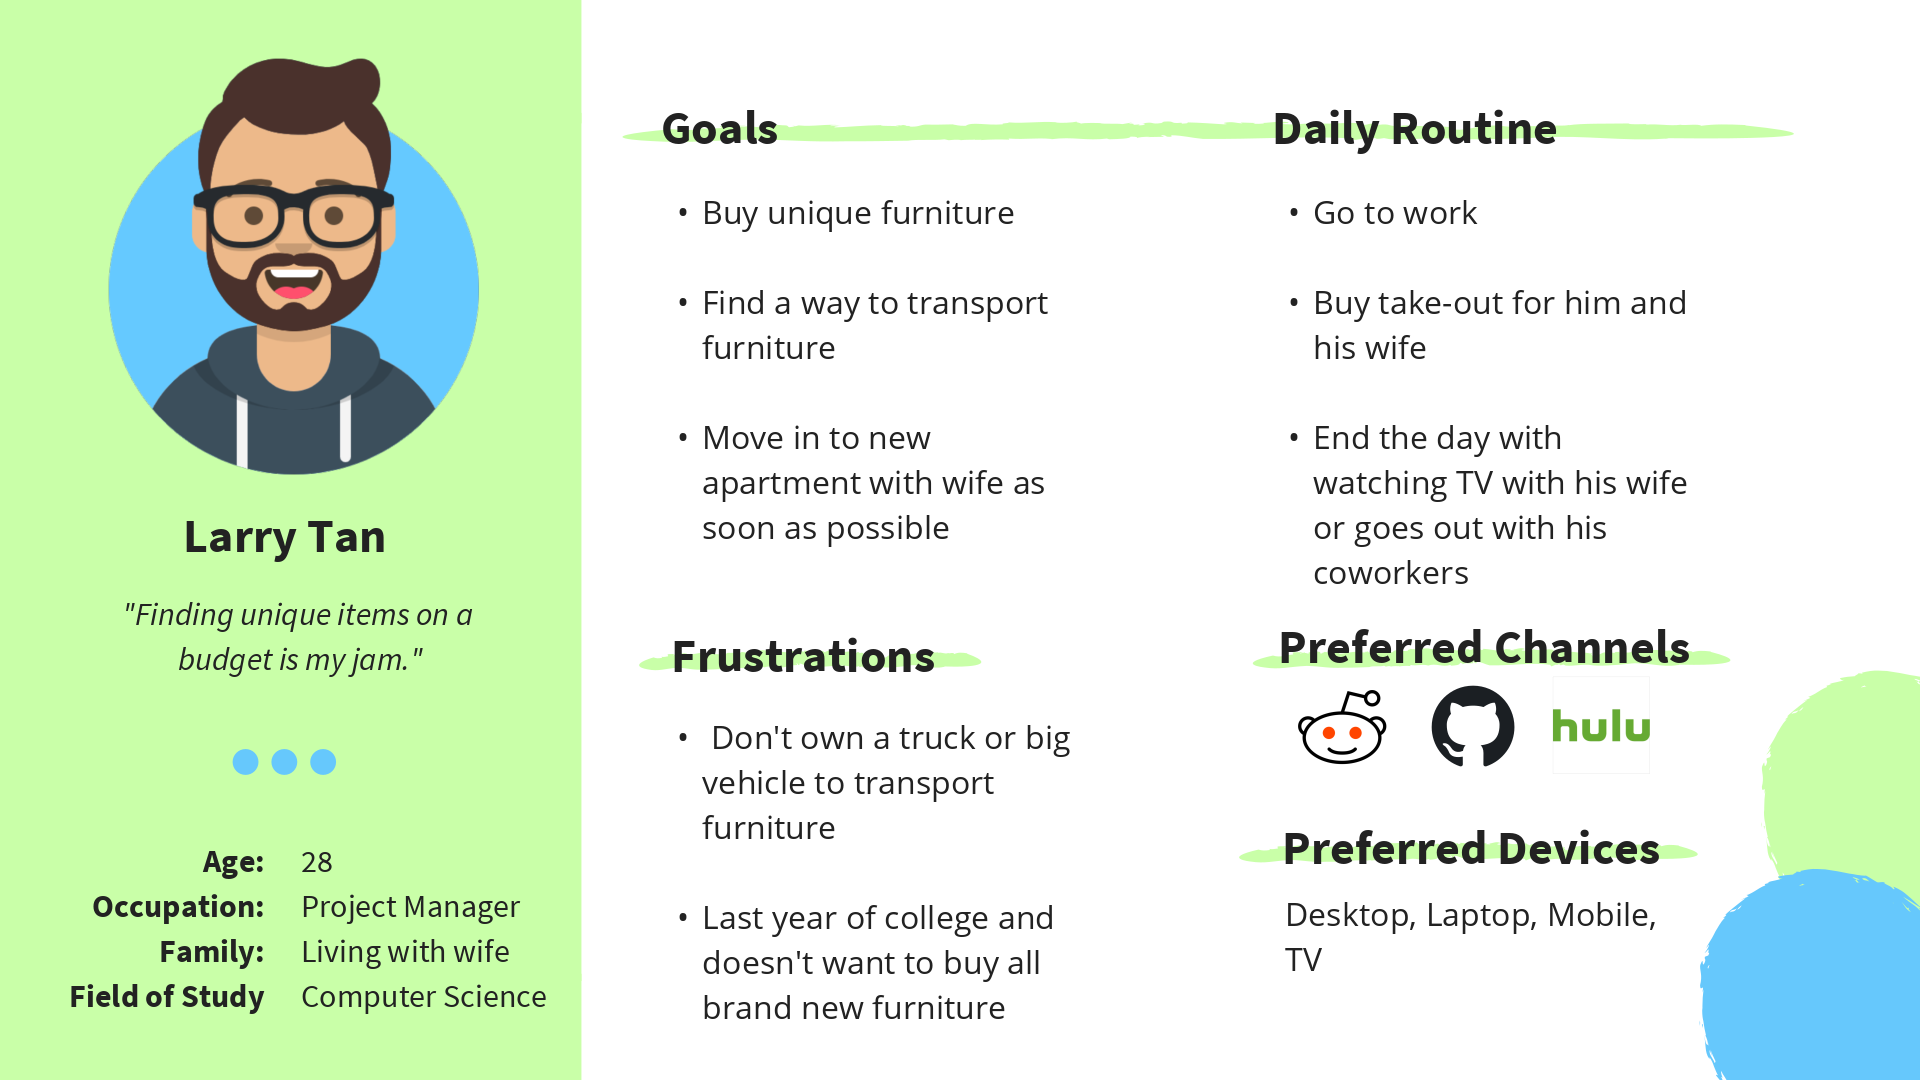 Larry Tan
"Finding unique items on a
budget is my jam."
Age: 28
Occupation: Project Manager
Family: Living with wife
Field of Study Computer Science
Goals
• Buy unique furniture
• Find a way to transport
furniture
• Move in to new
apartment with wife as
soon as possible
Frustrations
• Don't own a truck or big
vehicle to transport
furniture
• Last year of college and
doesn't want to buy all
brand new furniture
Daily Routine
• Go to work
• Buy take-out for him and
his wife
• End the day with
watching TV with his wife
or goes out with his
coworkers
Preferred Channels
hulu
Preferred Devices
Desktop, Laptop, Mobile,
TV